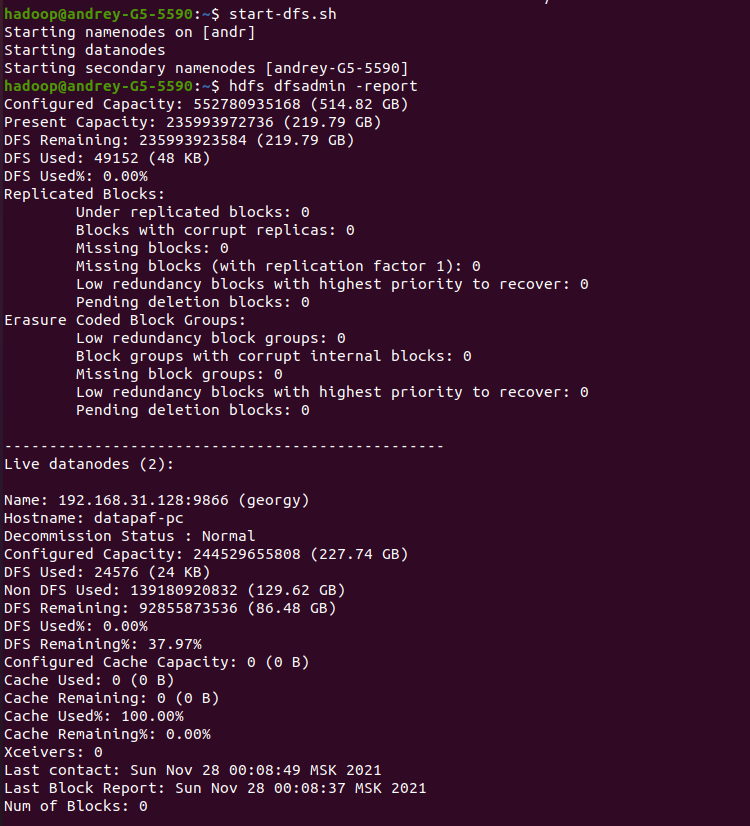 hadoop@andrey-G5-5590:~$ start-dfs.sh
Starting namenodes on [andr]
Starting datanodes
Starting secondary namenodes [andrey-G5-5590]
hadoop@andrey-G5-5590:~$ hdfs dfsadmin -report
Configured Capacity: 552780935168 (514.82 GB)
Present Capacity: 235993972736 (219.79 GB)
DFS Remaining: 235993923584 (219.79 GB)
DFS Used: 49152 (48 KB)
DFS Used%: 0.00%
Replicated Blocks:
        Under replicated blocks: 0
        Blocks with corrupt replicas: 0
        Missing blocks: 0
        Missing blocks (with replication factor 1): 0
        Low redundancy blocks with highest priority to recover: 0
        Pending deletion blocks: 0
Erasure Coded Block Groups:
        Low redundancy block groups: 0
        Block groups with corrupt internal blocks: 0
        Missing block groups: 0
        Low redundancy blocks with highest priority to recover: 0
        Pending deletion blocks: 0
-------------------------------------------------
Live datanodes (2):
Name: 192.168.31.128:9866 (georgy)
Hostname: datapaf-pc
Decommission Status : Normal
Configured Capacity: 244529655808 (227.74 GB)
DFS Used: 24576 (24 KB)
Non DFS Used: 139180920832 (129.62 GB)
DFS Remaining: 92855873536 (86.48 GB)
DFS Used%: 0.00%
DFS Remaining%: 37.97%
Configured Cache Capacity: 0 (0 B)
Cache Used: 0 (0 B)
Cache Remaining: 0 (0 B)
Cache Used%: 100.00%
Cache Remaining%: 0.00%
Xceivers: 0
Last contact: Sun Nov 28 00:08:49 MSK 2021
Last Block Report: Sun Nov 28 00:08:37 MSK 2021
Num of Blocks: 0